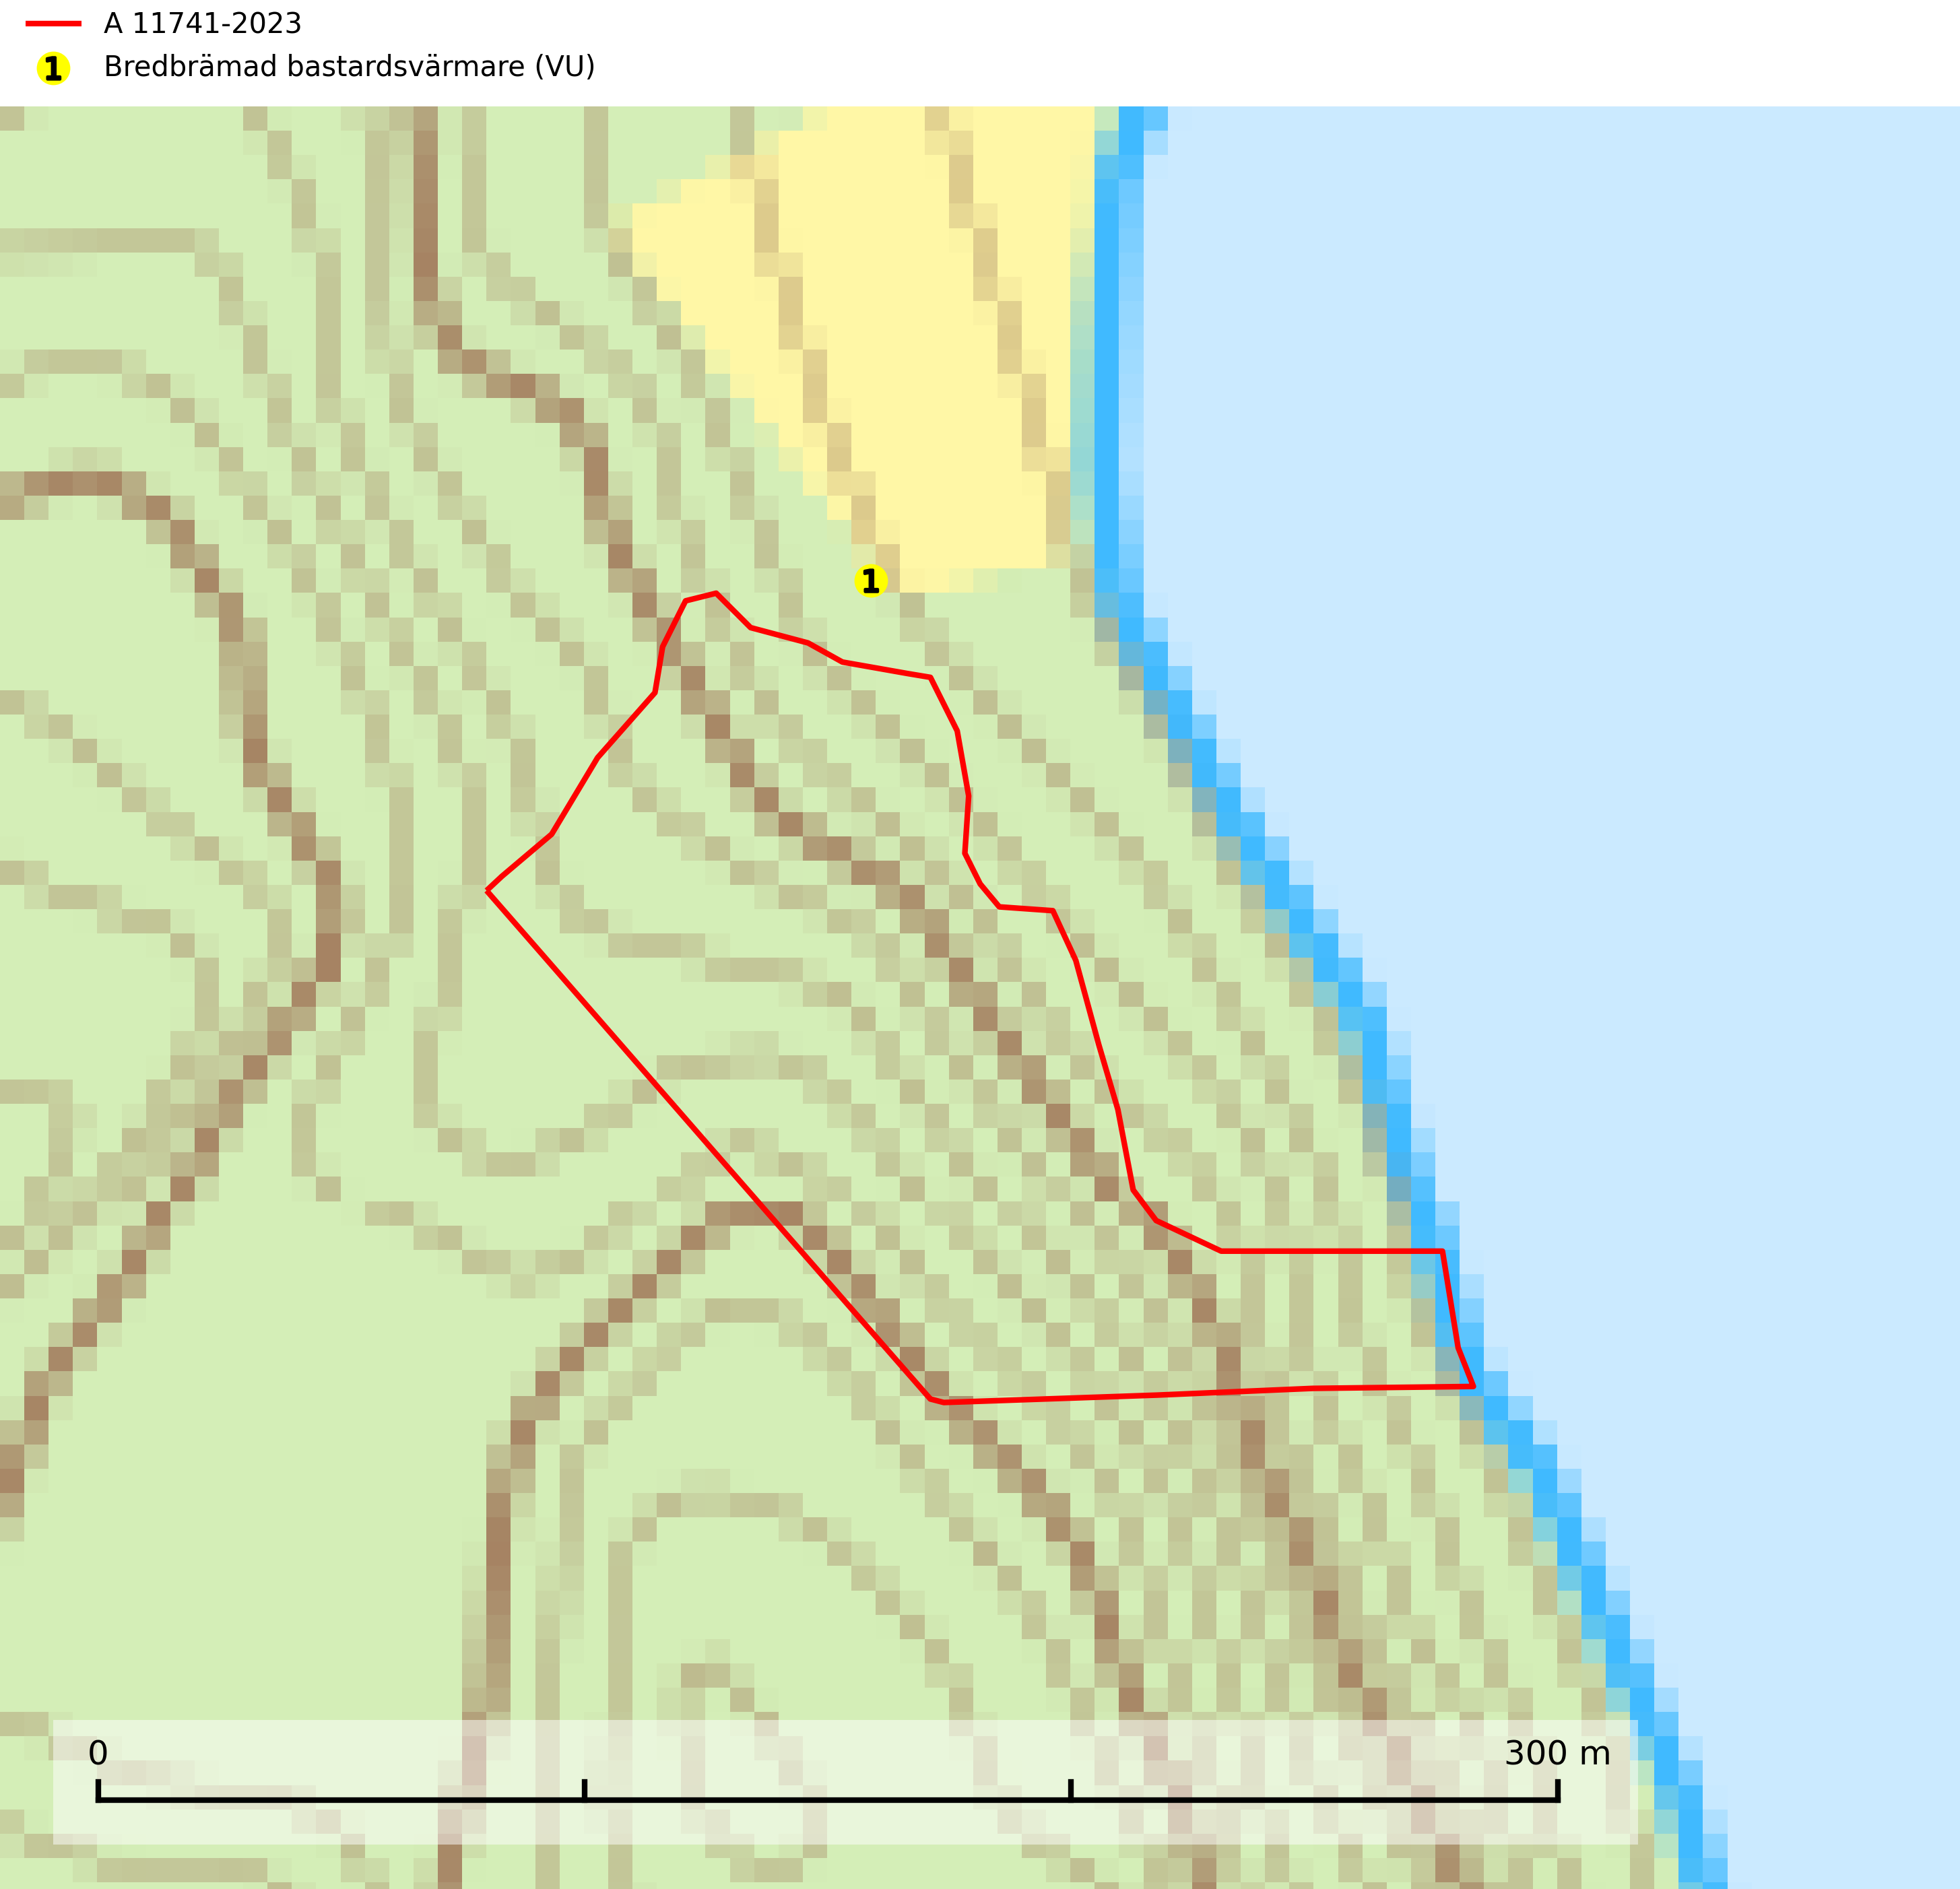 A 11741-2023
1 Bredbrämad bastardsvärmare (VU)
1
0 300 m